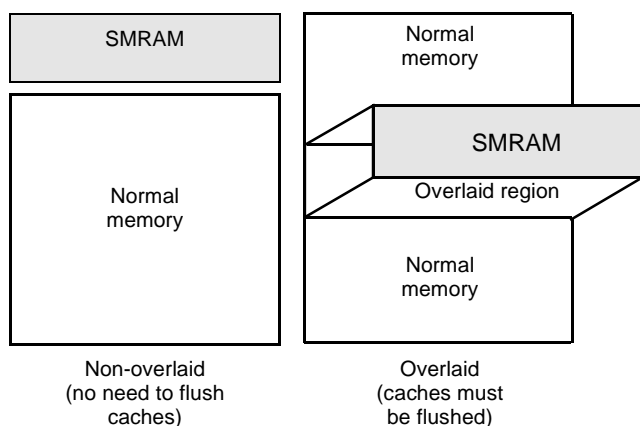 SMRAM
Normal
memory
Non-overlaid
(no need to flush
caches)
Normal
memory
SMRAM
Overlaid region
Normal
memory
Overlaid
(caches must
be flushed)